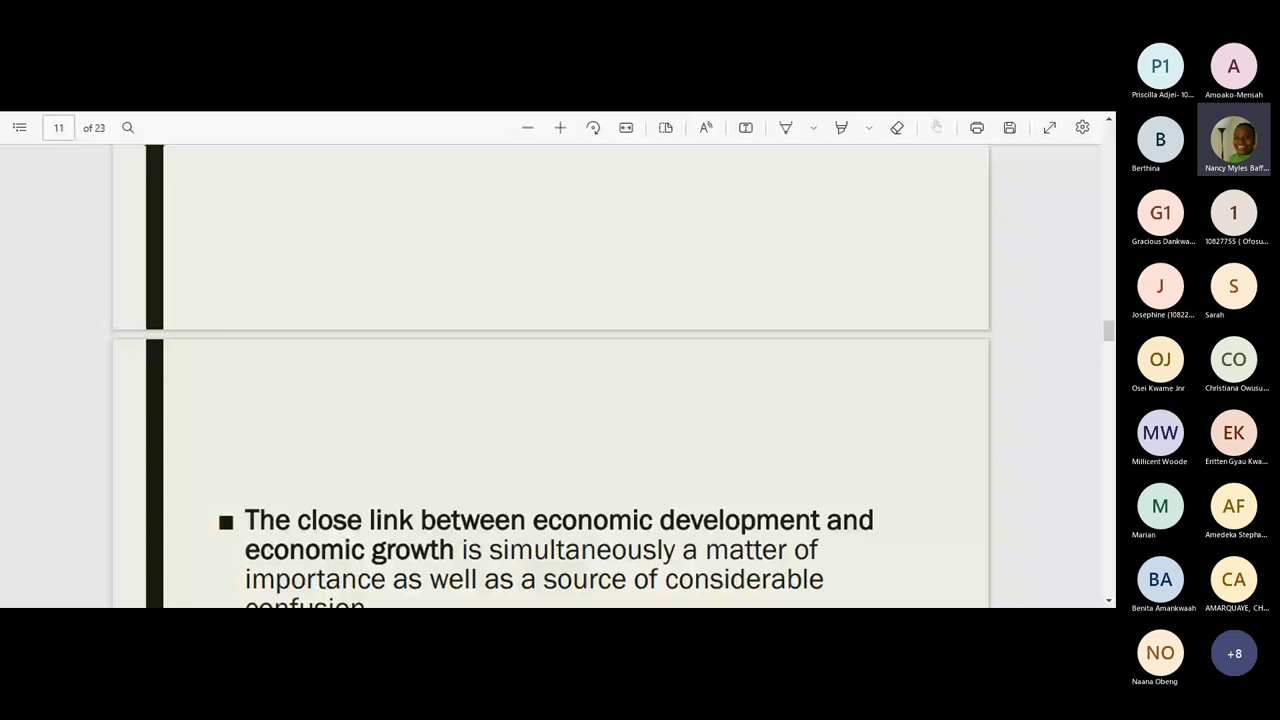 11 of 23
■ The close link between economic development and
economic growth is simultaneously a matter of
importance as well as a source of considerable
confusion
P1 A
Priscilla Adjei- 10... Amoako-Mensah
B
Berthina Nancy Myles Baff...
G1 1
Gracious Dankwa... 10827755 ( Ofosu...
J S
Josephine (10822... Sarah
OJ CO
Osei Kwame Jnr Christiana Owusu...
MW EK
Millicent Woode Eritten Gyau Kwa...
M AF
Marian Amedeka Stepha...
BA CA
Benita Amankwaah AMARQUAYE, CH...
NO +8
Naana Obeng